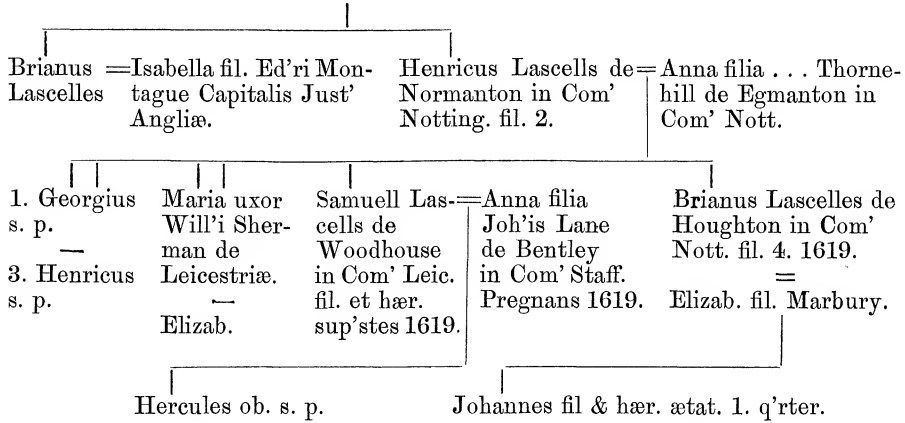 Brianus =Isabella fil. Ed'ri Mon-
Lascelles tague Capitalis Just'
Angliæ.
Henricus Lascells de=Anna filia . . . Thorne-
Normanton in Com' hill de Egmanton in
Notting. fil. 2. Com' Nott.
1. Georgius
s. p.
—
3. Henricus
s. p.
Maria uxor
Will'i Sher-
man de
Leicestriæ.
—
Elizab.
Samuell Las-=Anna filia
cells de Joh'is Lane
Woodhouse de Bentley
in Com' Leic. in Com' Staff.
fil. et hær. Pregnans 1619.
sup'stes 1619.
Brianus Lascelles de
Houghton in Com'
Nott. fil. 4. 1619.
=
Elizab. fil. Marbury.
Hercules ob. s. p.
Johannes fil & hær. ætat. 1. q'rter.